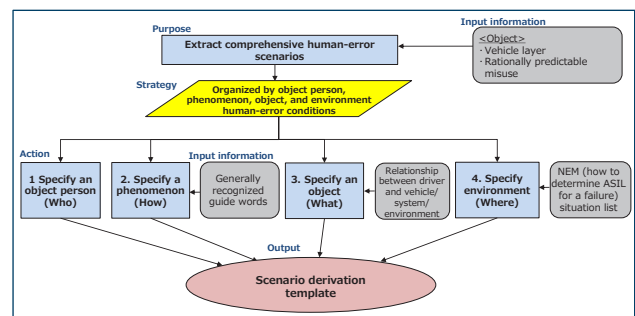 Purpose
Input information
Extract comprehensive human-error
scenarios
<Object>
· Vehicle layer
· Rationally predictable
misuse
Strategy
Organized by object person,
phenomenon, object, and environment
human-error conditions
Action
Input information
1 Specify an
object person
(Who)
2. Specify a
phenomenon
(How)
Generally
recognized
guide words
3. Specify an
object
(What)
Relationship
between driver
and vehicle/
system/
environment
4. Specify
environment
(Where)
NEM (how to
determine ASIL
for a failure)
situation list
Output
Scenario derivation
template